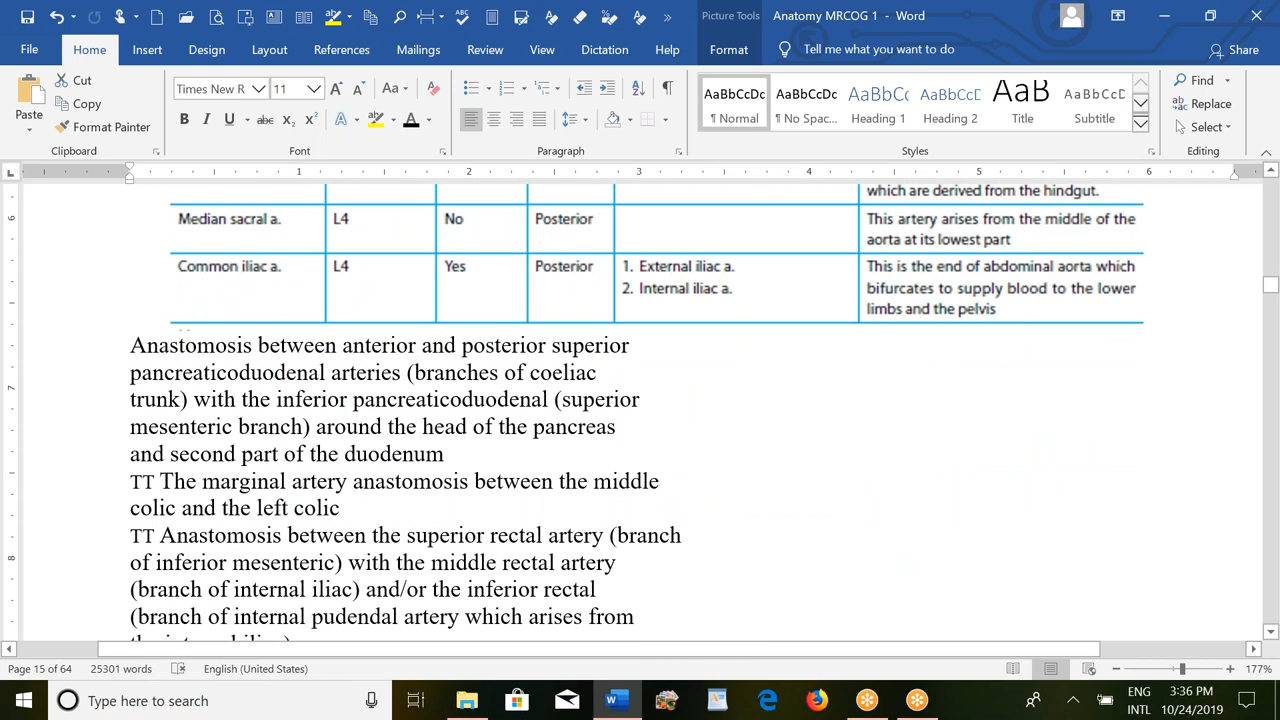 Picture Tools
Anatomy MRCOG 1 - Word
File Home Insert Design Layout References Mailings Review View Dictation Help Format Tell me what you want to do Share
Paste
Cut
Copy
Format Painter
Clipboard
Times New R 11
Font
Paragraph
AaBbCcDc AaBbCcDc AaBbC( AaBbCcD AaB AaBbCcD
¶ Normal ¶ No Spac... Heading 1 Heading 2 Title Subtitle
Styles
Find
Replace
Select
Editing
1 2 3 4 5 6
which are derived from the hindgut.
Median sacral a. L4 No Posterior This artery arises from the middle of the
aorta at its lowest part
Common iliac a. L4 Yes Posterior 1. External iliac a. This is the end of abdominal aorta which
2. Internal iliac a. bifurcates to supply blood to the lower
limbs and the pelvis
Anastomosis between anterior and posterior superior
pancreaticoduodenal arteries (branches of coeliac
trunk) with the inferior pancreaticoduodenal (superior
mesenteric branch) around the head of the pancreas
and second part of the duodenum
TT The marginal artery anastomosis between the middle
colic and the left colic
TT Anastomosis between the superior rectal artery (branch
of inferior mesenteric) with the middle rectal artery
(branch of internal iliac) and/or the inferior rectal
(branch of internal pudendal artery which arises from
Page 15 of 64 25301 words English (United States) 177%
Type here to search
ENG
INTL
3:36 PM
10/24/2019